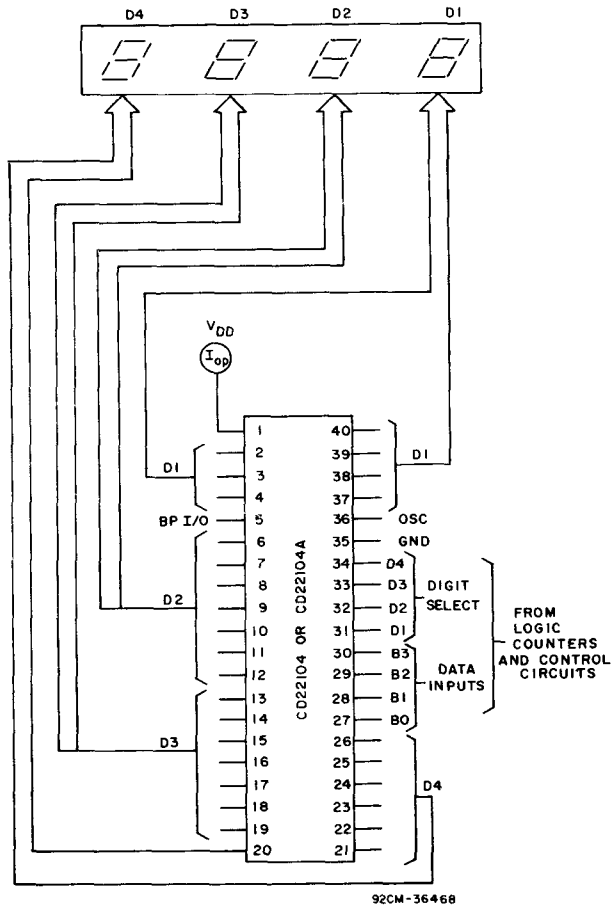 D4 D3 D2 D1
VDD
Iop
1 40
2 39
3 38
4 37
D1 D1
BP I/O 5 36 OSC
6 35 GND
7 34 D4
8 33 D3
9 32 D2
10 31 D1
DIGIT
SELECT
D2
11 30 B3
12 29 B2
13 28 B1
14 27 B0
DATA
INPUTS
FROM
LOGIC
COUNTERS
AND CONTROL
CIRCUITS
15 26
16 25
17 24
18 23
19 22
20 21
D3 D4
CD22104 OR CD22104A
92CM-36468